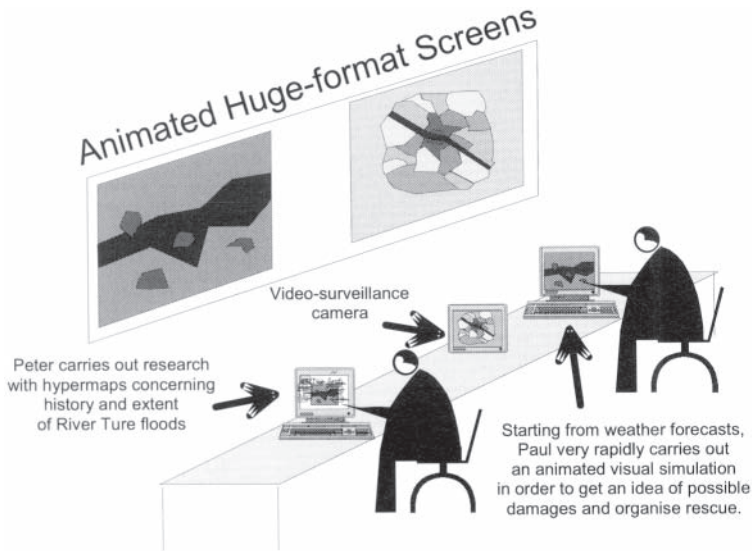 Animated Huge-format Screens
Video-surveillance
camera
Peter carries out research
with hypermaps concerning
history and extent
of River Ture floods
Starting from weather forecasts,
Paul very rapidly carries out
an animated visual simulation
in order to get an idea of possible
damages and organise rescue.